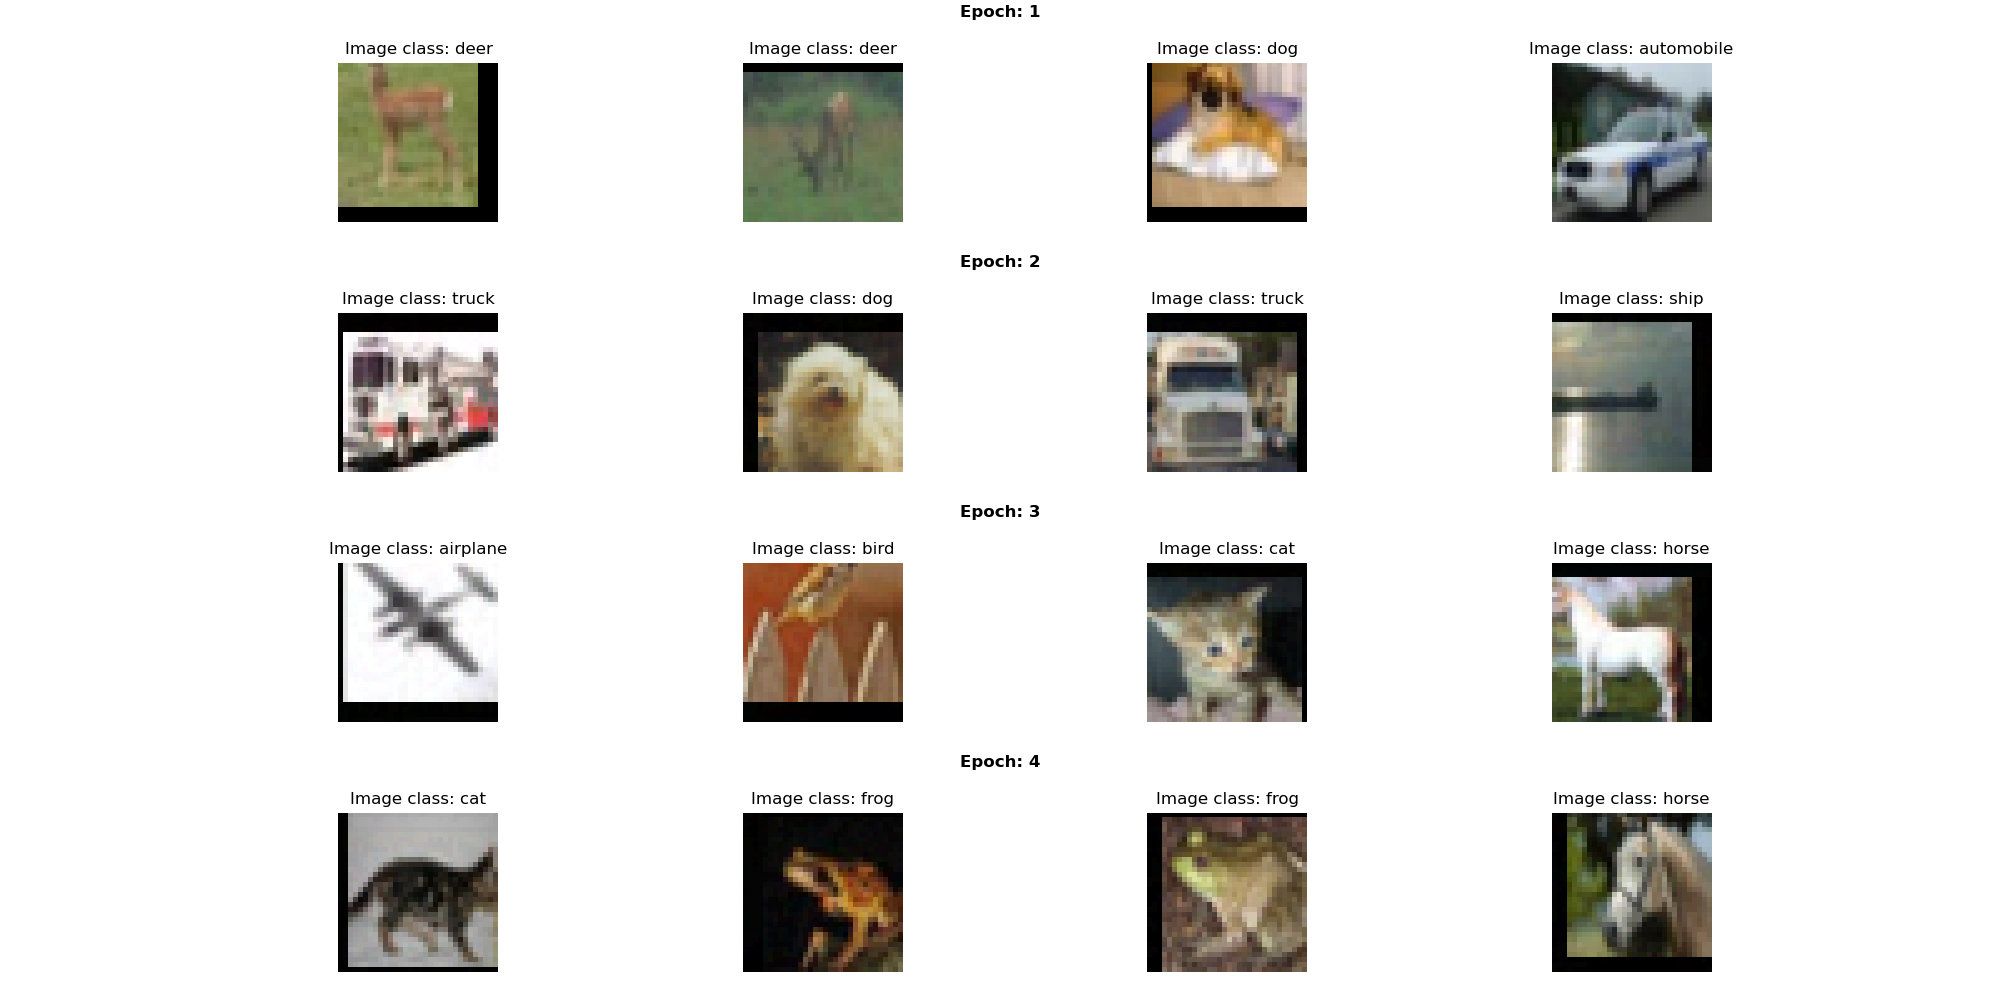 Epoch: 1
Image class: deer
Image class: deer
Image class: dog
Image class: automobile
Epoch: 2
Image class: truck
Image class: dog
Image class: truck
Image class: ship
Epoch: 3
Image class: airplane
Image class: bird
Image class: cat
Image class: horse
Epoch: 4
Image class: cat
Image class: frog
Image class: frog
Image class: horse